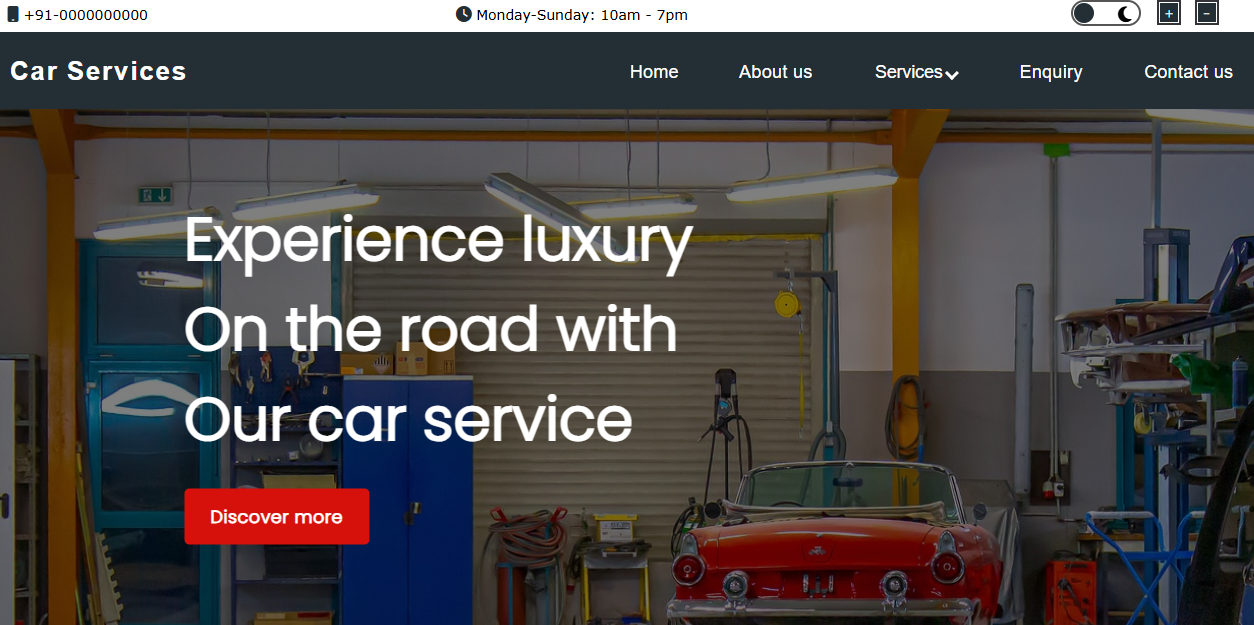 +91-0000000000
Monday-Sunday: 10am - 7pm
+
-
Car Services
Home
About us
Services
Enquiry
Contact us
Experience luxury
On the road with
Our car service
Discover more